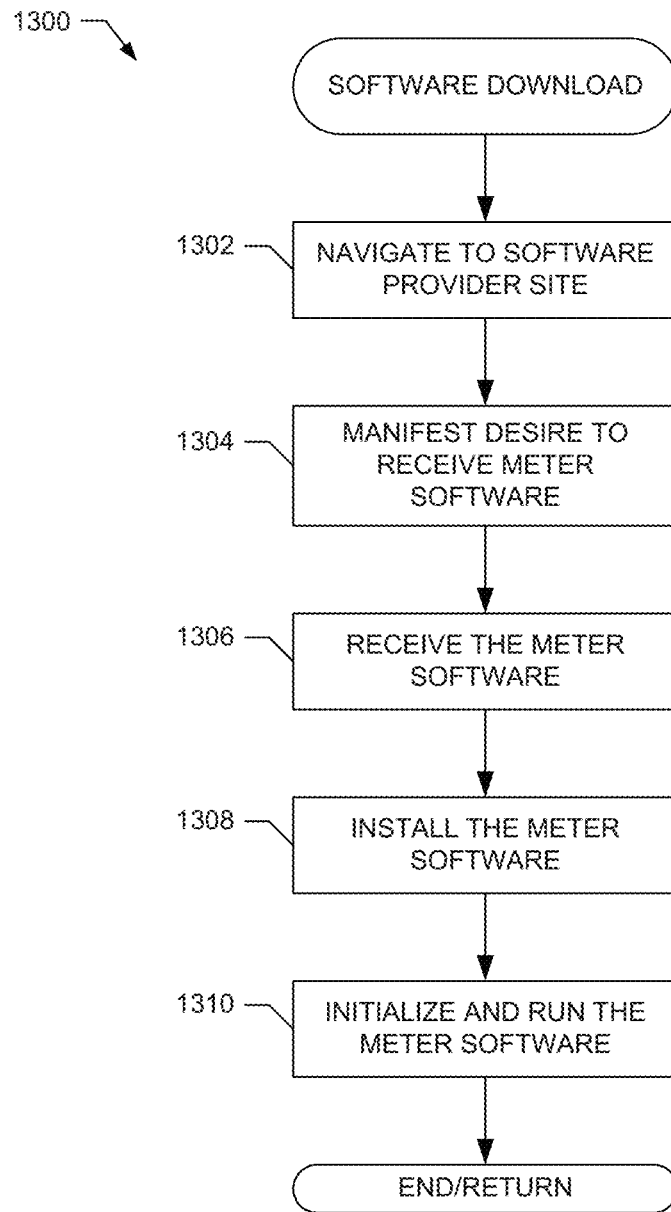 1300
SOFTWARE DOWNLOAD
1302
NAVIGATE TO SOFTWARE
PROVIDER SITE
1304
MANIFEST DESIRE TO
RECEIVE METER
SOFTWARE
1306
RECEIVE THE METER
SOFTWARE
1308
INSTALL THE METER
SOFTWARE
1310
INITIALIZE AND RUN THE
METER SOFTWARE
END/RETURN